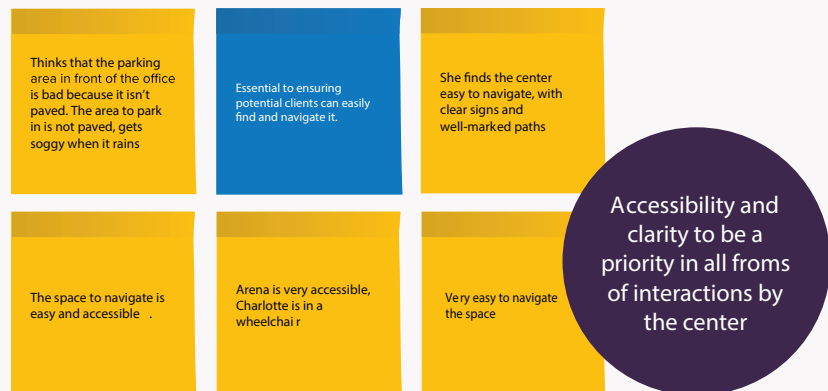 Thinks that the parking
area in front of the office
is bad because it isn't
paved. The area to park
in is not paved, gets
soggy when it rains
Essential to ensuring
potential clients can easily
find and navigate it.
She finds the center
easy to navigate, with
clear signs and
well-marked paths
The space to navigate is
easy and accessible .
Arena is very accessible,
Charlotte is in a
wheelchai r
Very easy to navigate
the space
Accessibility and
clarity to be a
priority in all froms
of interactions by
the center